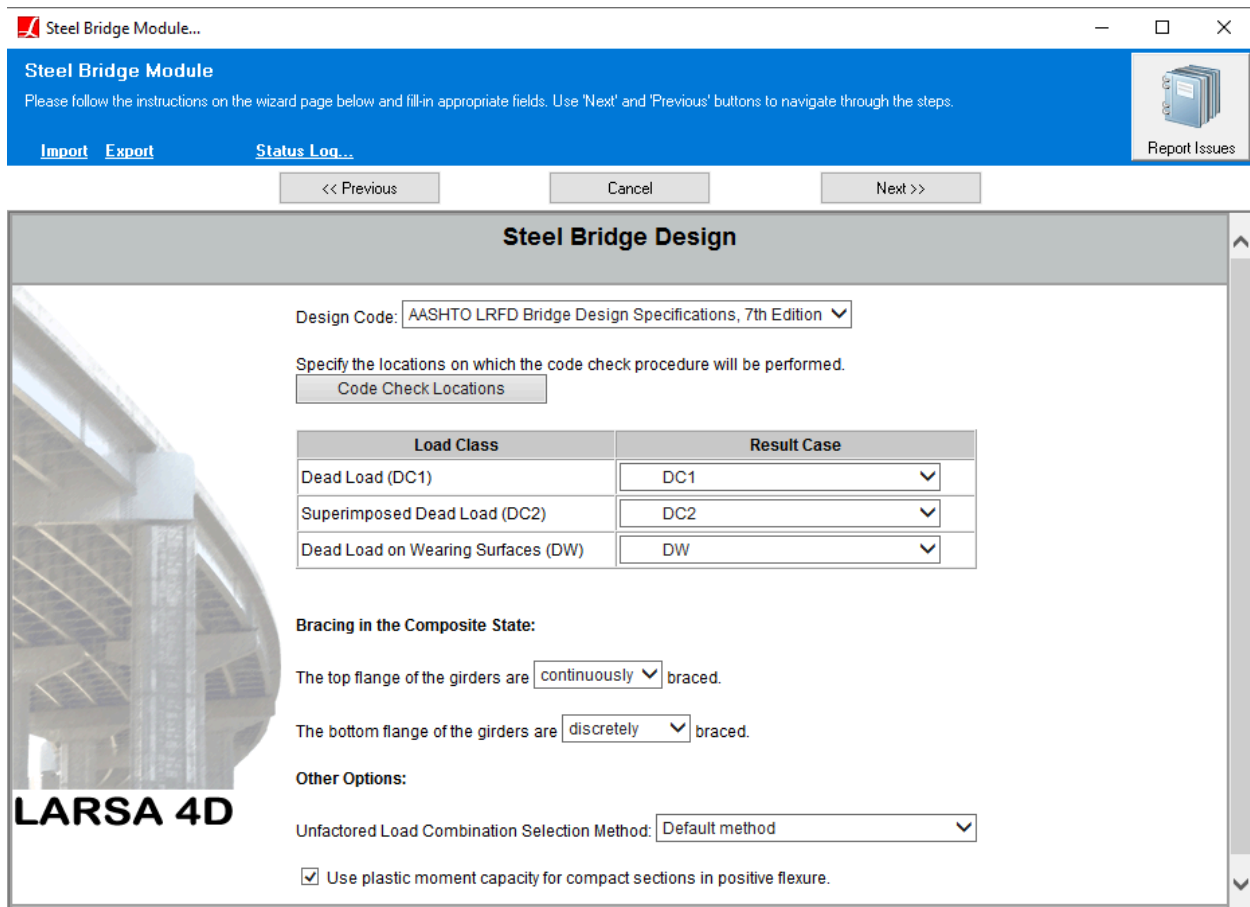 Steel Bridge Module...
Steel Bridge Module
Please follow the instructions on the wizard page below and fill-in appropriate fields. Use 'Next' and 'Previous' buttons to navigate through the steps.
Import Export Status Log...
Report Issues
<< Previous Cancel Next >>
Steel Bridge Design
Design Code: AASHTO LRFD Bridge Design Specifications, 7th Edition
Specify the locations on which the code check procedure will be performed.
Code Check Locations
Load Class Result Case
Dead Load (DC1) DC1
Superimposed Dead Load (DC2) DC2
Dead Load on Wearing Surfaces (DW) DW
Bracing in the Composite State:
The top flange of the girders are continuously braced.
The bottom flange of the girders are discretely braced.
Other Options:
LARSA 4D
Unfactored Load Combination Selection Method: Default method
Use plastic moment capacity for compact sections in positive flexure.